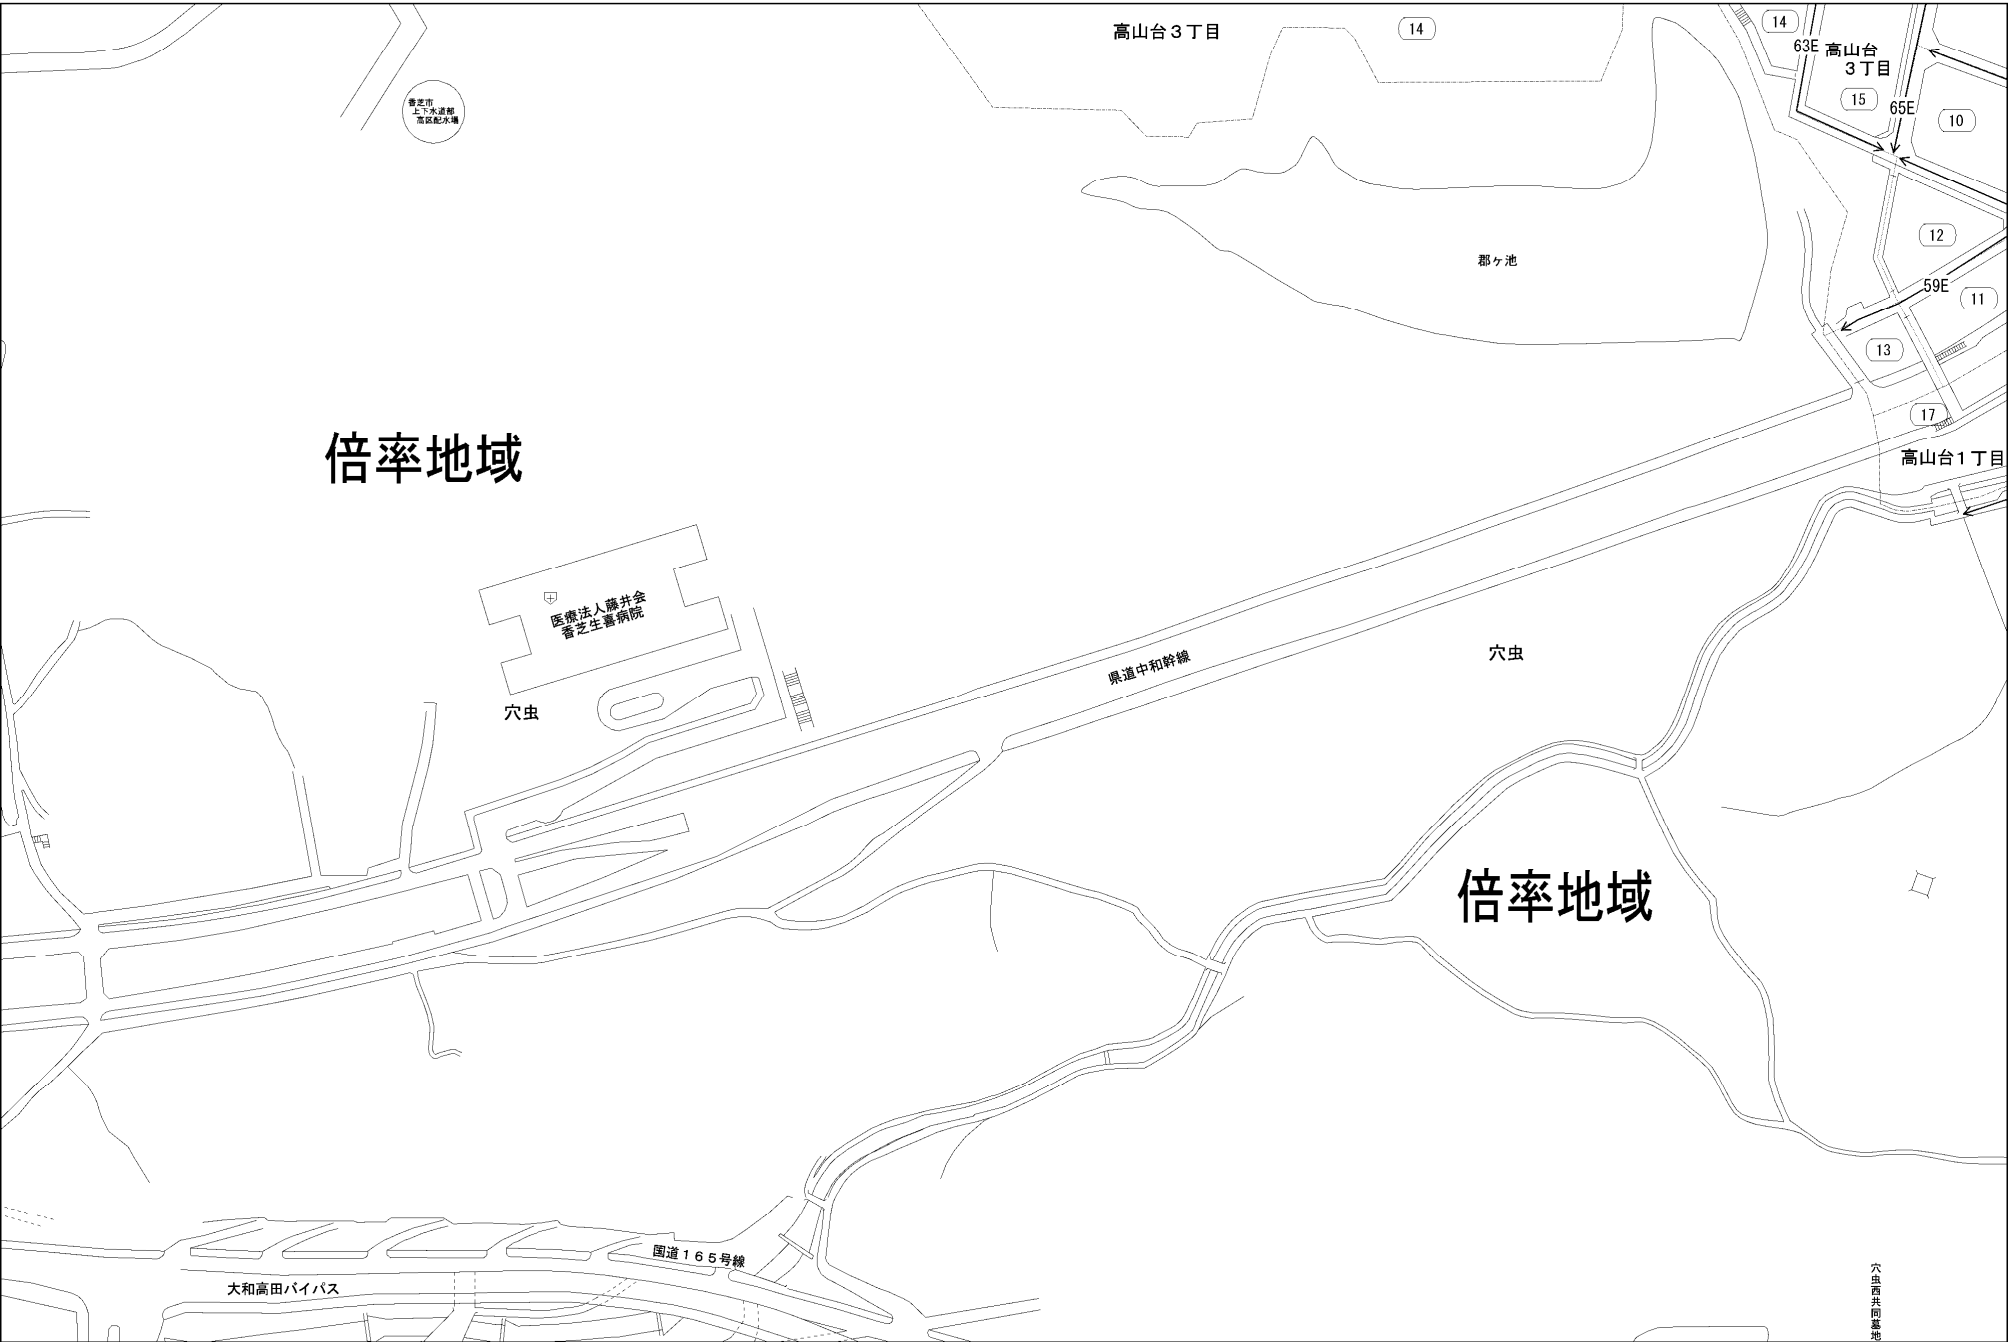 高山台３丁目
14
14
63E
高山台
３丁目
15
65E
10
香芝市
上下水道部
高区配水場
12
郡ヶ池
59E
11
13
17
高山台１丁目
倍率地域
医療法人藤井会
香芝生喜病院
穴虫
県道中和幹線
穴虫
倍率地域
国道１６５号線
大和高田バイパス
穴虫西共同墓地